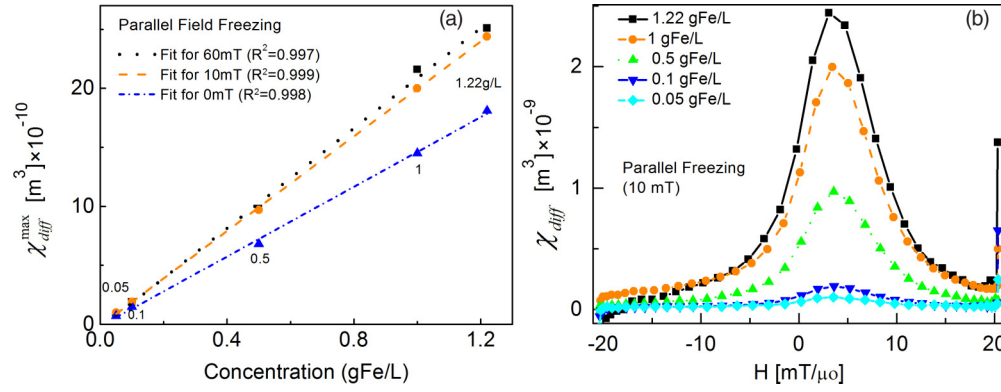 (a)
Parallel Field Freezing
Fit for 60mT (R²=0.997)
Fit for 10mT (R²=0.999)
Fit for 0mT (R²=0.998)
1.22g/L
1
0.5
0.05
0.1
20
10
0
0.0 0.4 0.8 1.2
Concentration (gFe/L)
χ_diff^max [m³]×10⁻¹⁰
(b)
1.22 gFe/L
1 gFe/L
0.5 gFe/L
0.1 gFe/L
0.05 gFe/L
Parallel Freezing
(10 mT)
2
1
0
-20 -10 0 10 20
H [mT/μo]
χ_diff [m³]×10⁻⁹